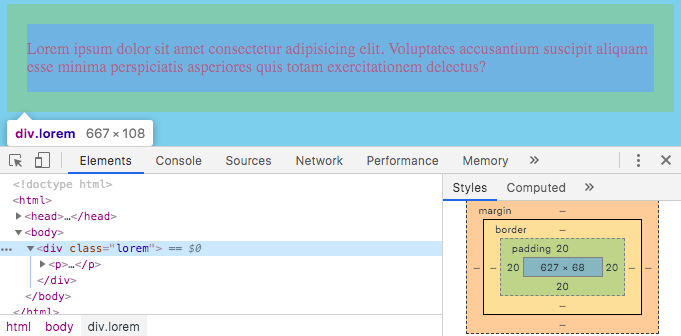 Lorem ipsum dolor sit amet consectetur adipisicing elit. Voluptates accusantium suscipit aliquam
esse minima perspiciatis asperiores quis totam exercitationem delectus?
div.lorem 667 × 108
Elements Console Sources Network Performance Memory »
<!doctype html>
<html>
<head>…</head>
<body>
… <div class="lorem"> == $0
<p>…</p>
</div>
</body>
</html>
html body div.lorem
Styles Computed »
margin –
border –
padding 20
– – 20 627 × 68 20 – –
20
–
–